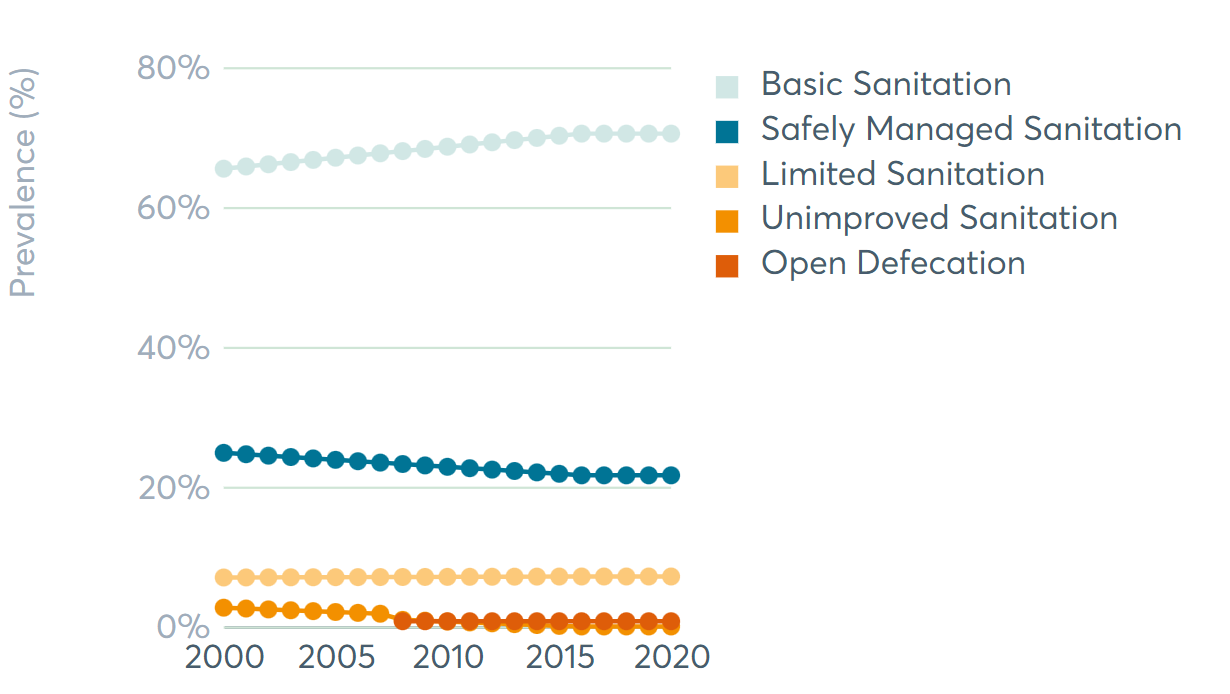 Prevalence (%)
80%
60%
40%
20%
0%
2000 2005 2010 2015 2020
Basic Sanitation
Safely Managed Sanitation
Limited Sanitation
Unimproved Sanitation
Open Defecation